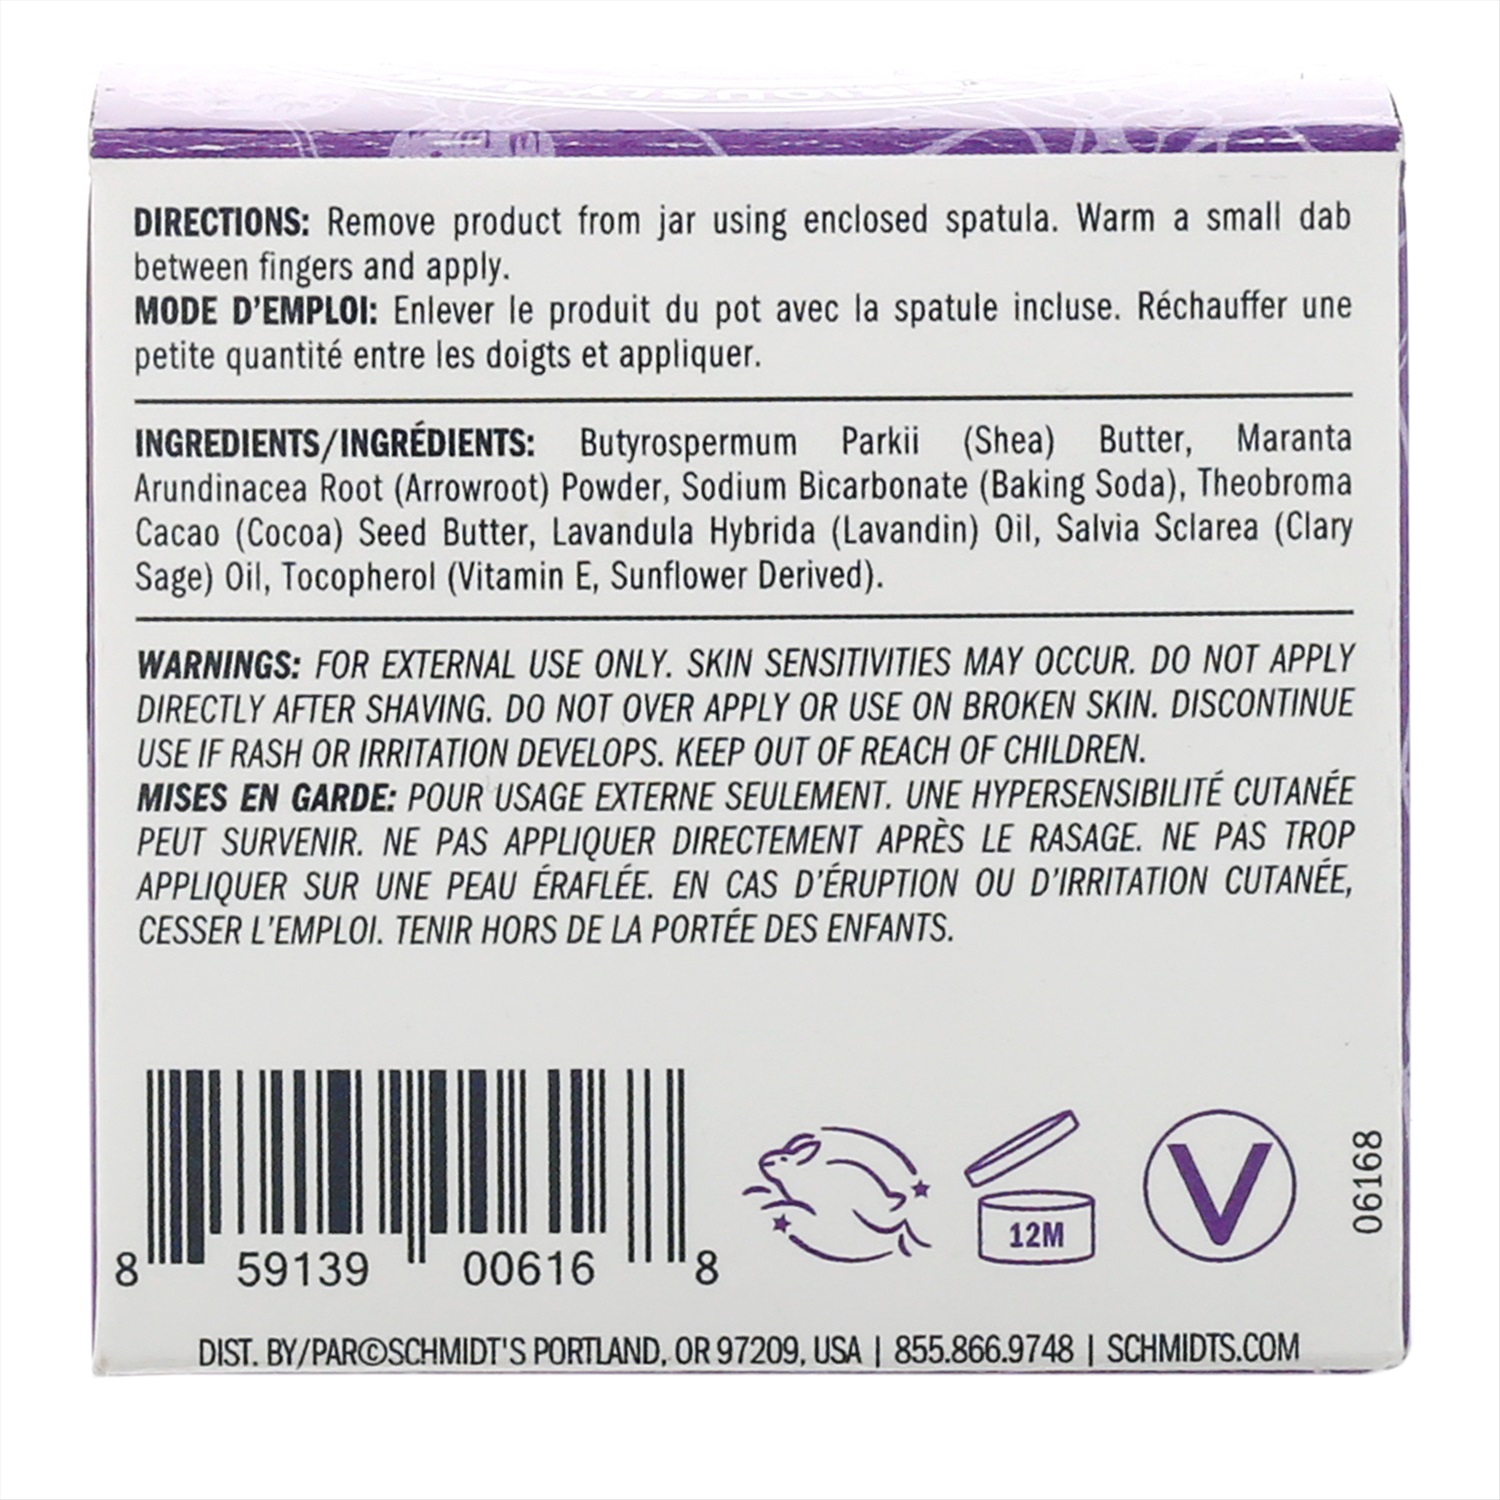 DIRECTIONS: Remove product from jar using enclosed spatula. Warm a small dab
between fingers and apply.
MODE D'EMPLOI: Enlever le produit du pot avec la spatule incluse. Réchauffer une
petite quantité entre les doigts et appliquer.
INGREDIENTS/INGRÉDIENTS: Butyrospermum Parkii (Shea) Butter, Maranta
Arundinacea Root (Arrowroot) Powder, Sodium Bicarbonate (Baking Soda), Theobroma
Cacao (Cocoa) Seed Butter, Lavandula Hybrida (Lavandin) Oil, Salvia Sclarea (Clary
Sage) Oil, Tocopherol (Vitamin E, Sunflower Derived).
WARNINGS: FOR EXTERNAL USE ONLY. SKIN SENSITIVITIES MAY OCCUR. DO NOT APPLY
DIRECTLY AFTER SHAVING. DO NOT OVER APPLY OR USE ON BROKEN SKIN. DISCONTINUE
USE IF RASH OR IRRITATION DEVELOPS. KEEP OUT OF REACH OF CHILDREN.
MISES EN GARDE: POUR USAGE EXTERNE SEULEMENT. UNE HYPERSENSIBILITÉ CUTANÉE
PEUT SURVENIR. NE PAS APPLIQUER DIRECTEMENT APRÈS LE RASAGE. NE PAS TROP
APPLIQUER SUR UNE PEAU ÉRAFLÉE. EN CAS D'ÉRUPTION OU D'IRRITATION CUTANÉE,
CESSER L'EMPLOI. TENIR HORS DE LA PORTÉE DES ENFANTS.
8 59139 00616 8
12M
V
06168
DIST. BY/PAR©SCHMIDT'S PORTLAND, OR 97209, USA | 855.866.9748 | SCHMIDTS.COM